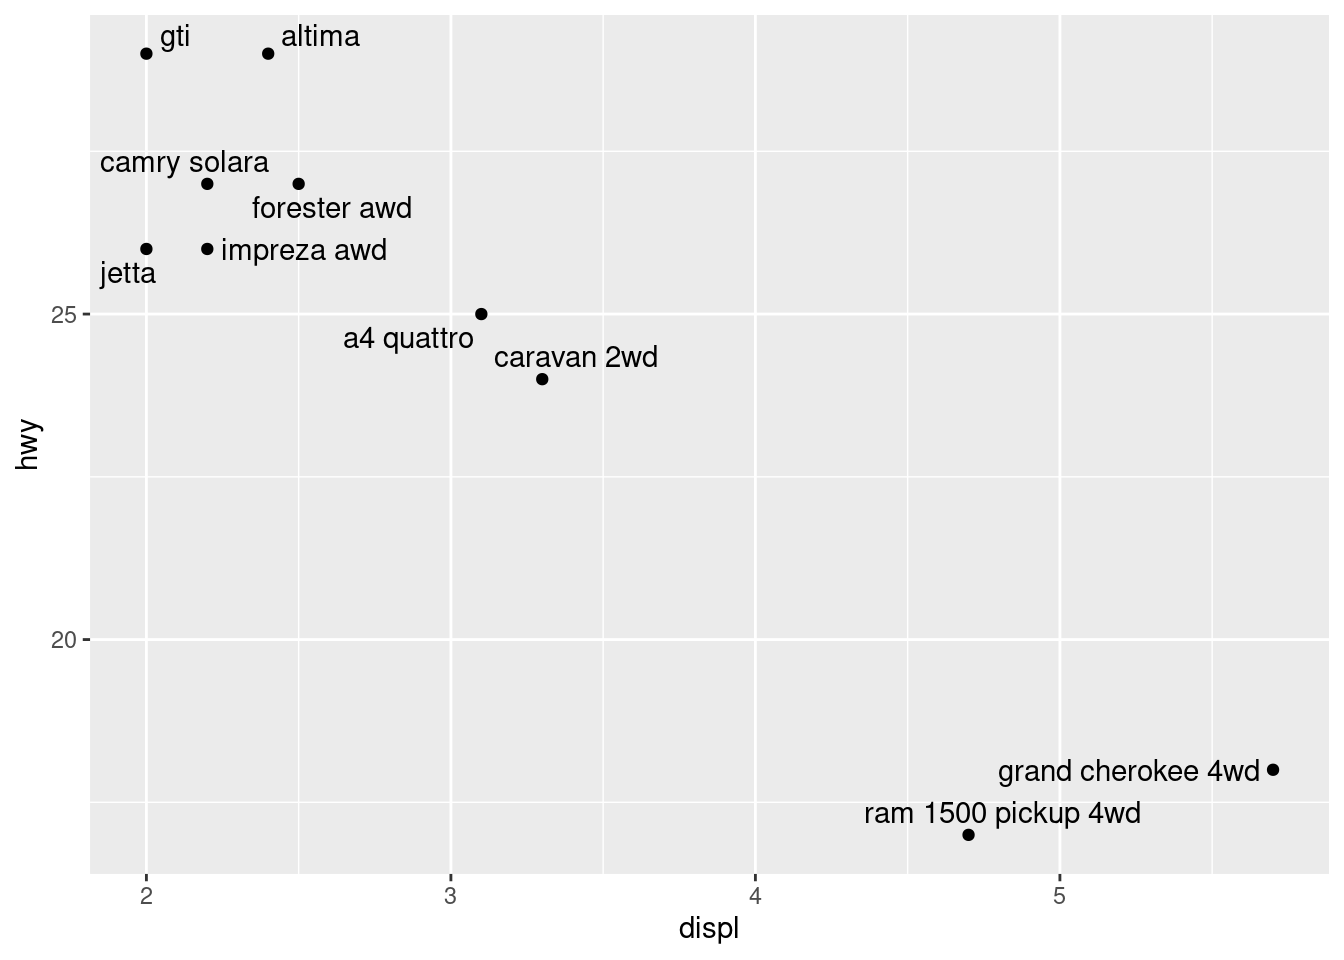 gti
altima
camry solara
forester awd
impreza awd
jetta
25
a4 quattro
caravan 2wd
hwy
20
grand cherokee 4wd
ram 1500 pickup 4wd
2
3
4
5
displ